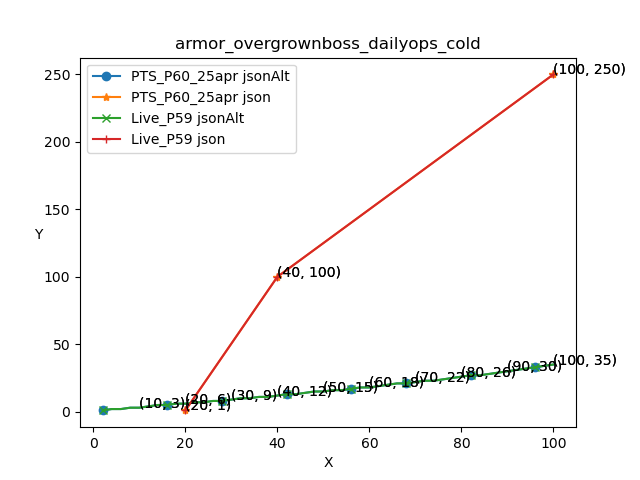 armor_overgrownboss_dailyops_cold
PTS_P60_25apr jsonAlt
PTS_P60_25apr json
Live_P59 jsonAlt
Live_P59 json
(100, 250)
(40, 100)
(100, 35)
(90, 30)
(80, 26)
(70, 22)
(60, 18)
(50, 15)
(40, 12)
(30, 9)
(20, 6)
(10, 3)
(20, 1)
250
200
150
100
50
0
Y
0 20 40 60 80 100
X